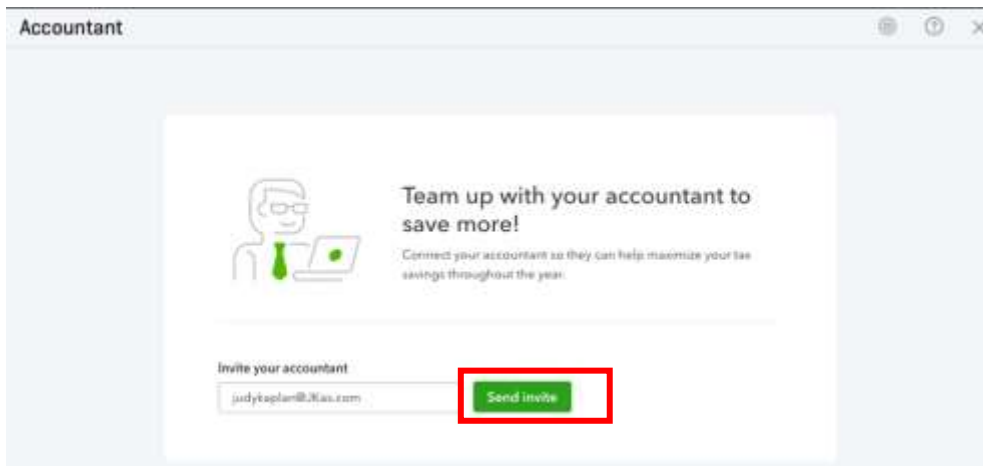 Accountant
Team up with your accountant to
save more!
Connect your accountant so they can help maximize your tax
savings throughout the year.
Invite your accountant
judykaplan@JKas.com
Send invite